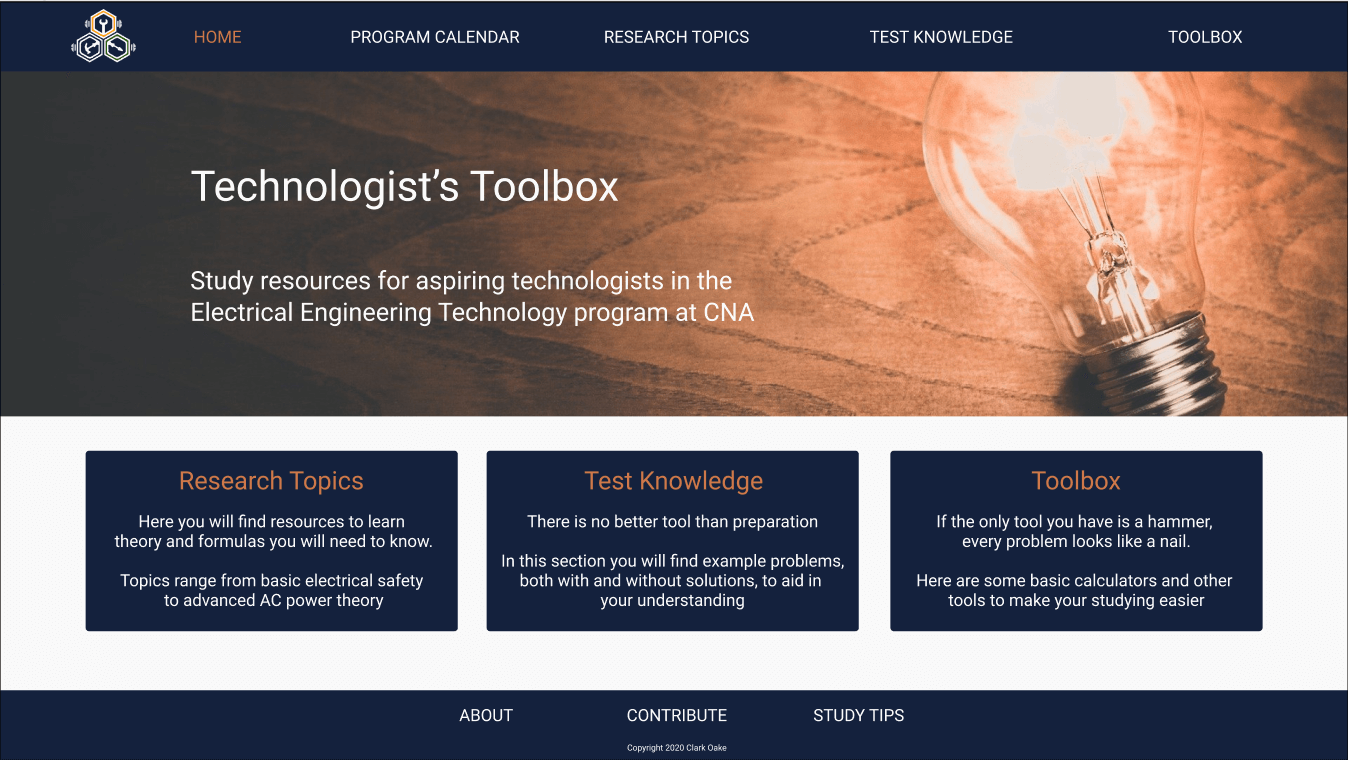 HOME
PROGRAM CALENDAR
RESEARCH TOPICS
TEST KNOWLEDGE
TOOLBOX
Technologist’s Toolbox
Study resources for aspiring technologists in the
Electrical Engineering Technology program at CNA
Research Topics
Here you will find resources to learn
theory and formulas you will need to know.
Topics range from basic electrical safety
to advanced AC power theory
Test Knowledge
There is no better tool than preparation
In this section you will find example problems,
both with and without solutions, to aid in
your understanding
Toolbox
If the only tool you have is a hammer,
every problem looks like a nail.
Here are some basic calculators and other
tools to make your studying easier
ABOUT
CONTRIBUTE
STUDY TIPS
Copyright 2020 Clark Oake